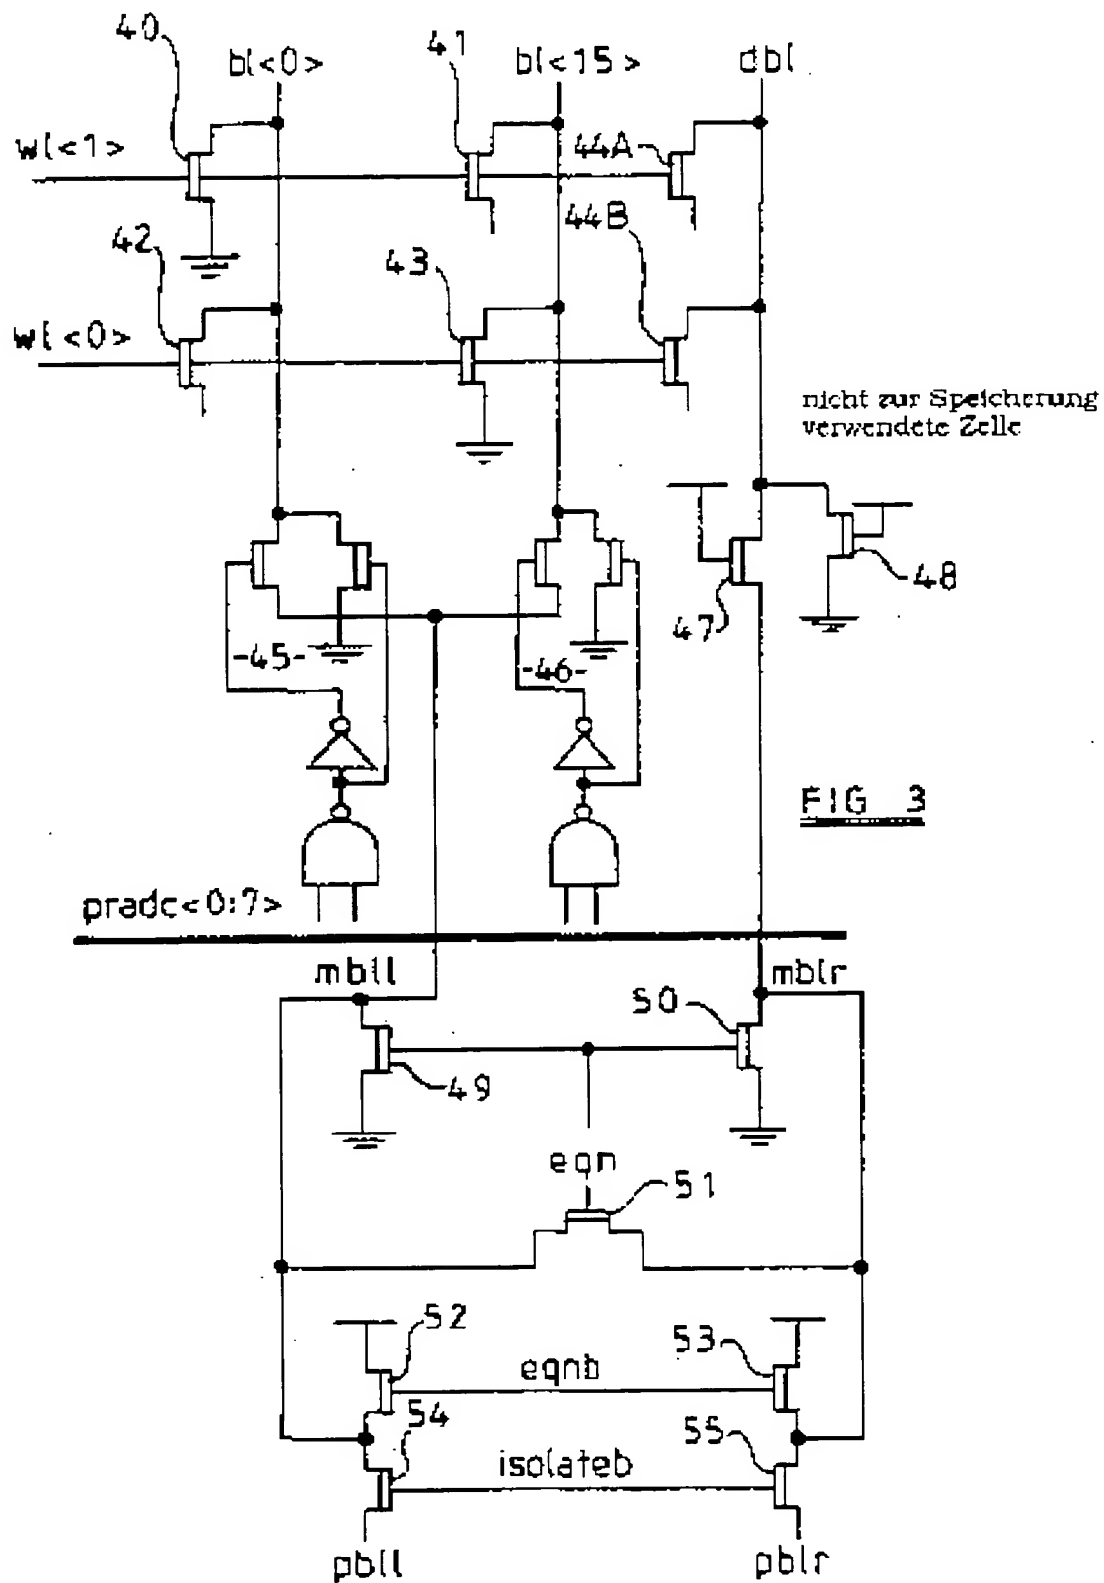 40
41
bl<0>
bl<15>
dbl
wl<1>
44A
42
44B
43
wl<0>
nicht zur Speicherung
verwendete Zelle
48
47
-45-
-46-
FIG 3
pradc<0:7>
mbll
mblr
50
49
eqn
51
52
53
eqnb
54
55
isolateb
pbll
pblr